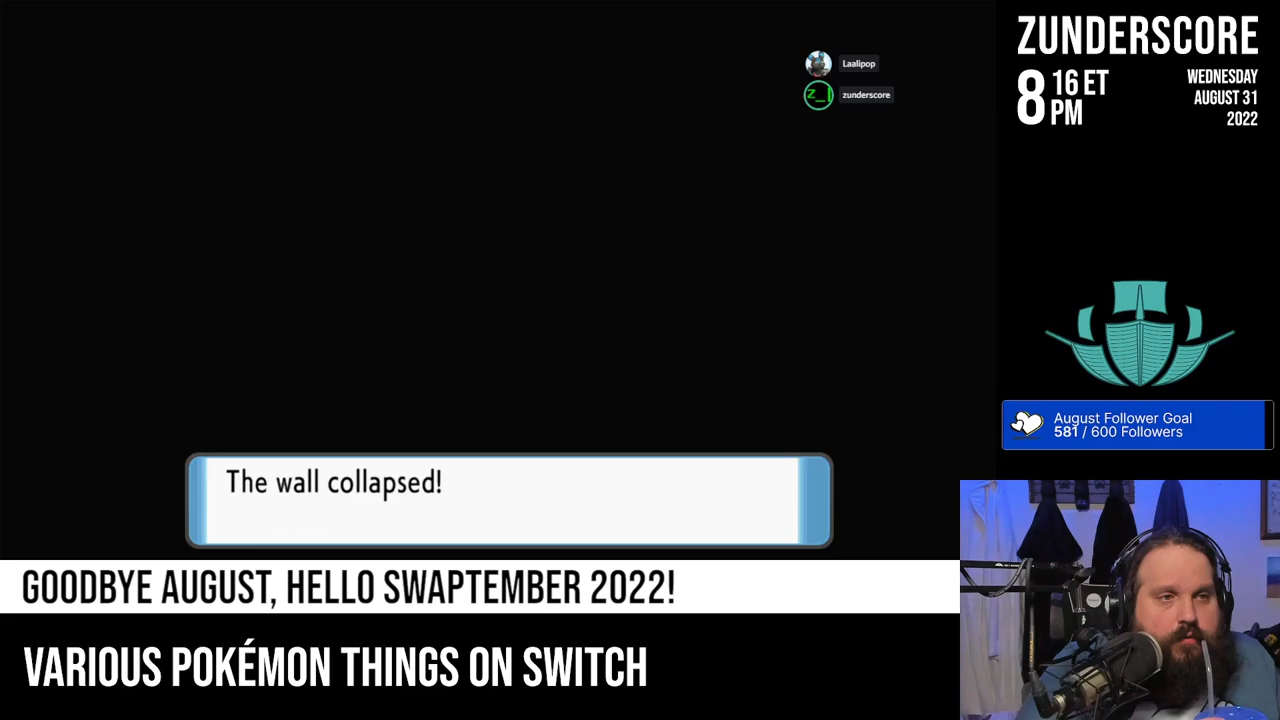 Laalipop
z_
zunderscore
ZUNDERSCORE
8 16 ET
PM
WEDNESDAY
AUGUST 31
2022
August Follower Goal
581 / 600 Followers
The wall collapsed!
GOODBYE AUGUST, HELLO SWAPTEMBER 2022!
VARIOUS POKÉMON THINGS ON SWITCH